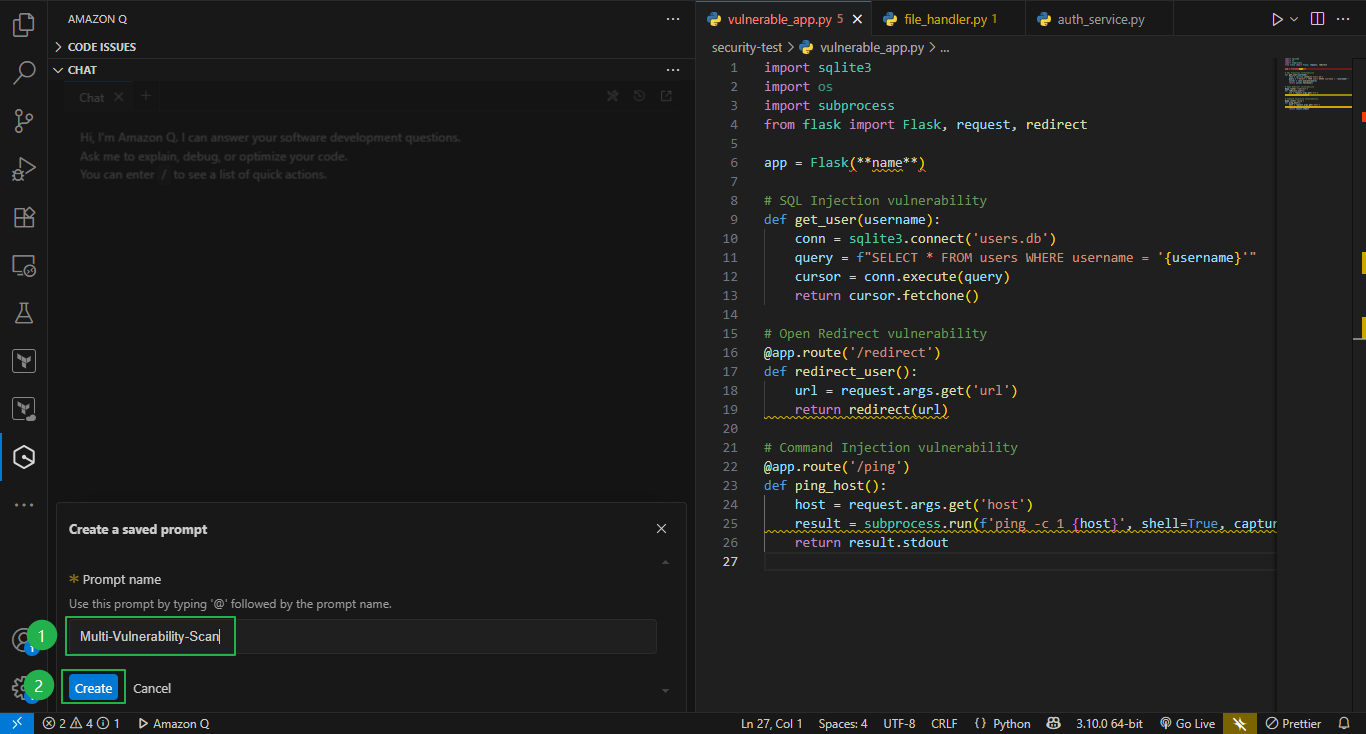 AMAZON Q
CODE ISSUES
CHAT
Chat
Hi, I'm Amazon Q. I can answer your software development questions.
Ask me to explain, debug, or optimize your code.
You can enter / to see a list of quick actions.
Create a saved prompt
* Prompt name
Use this prompt by typing '@' followed by the prompt name.
1
Multi-Vulnerability-Scan
2
Create Cancel
vulnerable_app.py 5
file_handler.py 1
auth_service.py
security-test > vulnerable_app.py > ...
1 import sqlite3
2 import os
3 import subprocess
4 from flask import Flask, request, redirect
5
6 app = Flask(**name**)
7
8 # SQL Injection vulnerability
9 def get_user(username):
10 conn = sqlite3.connect('users.db')
11 query = f"SELECT * FROM users WHERE username = '{username}'"
12 cursor = conn.execute(query)
13 return cursor.fetchone()
14
15 # Open Redirect vulnerability
16 @app.route('/redirect')
17 def redirect_user():
18 url = request.args.get('url')
19 return redirect(url)
20
21 # Command Injection vulnerability
22 @app.route('/ping')
23 def ping_host():
24 host = request.args.get('host')
25 result = subprocess.run(f'ping -c 1 {host}', shell=True, captur
26 return result.stdout
27
2 4 1 Amazon Q Ln 27, Col 1 Spaces: 4 UTF-8 CRLF {} Python 3.10.0 64-bit Go Live Prettier